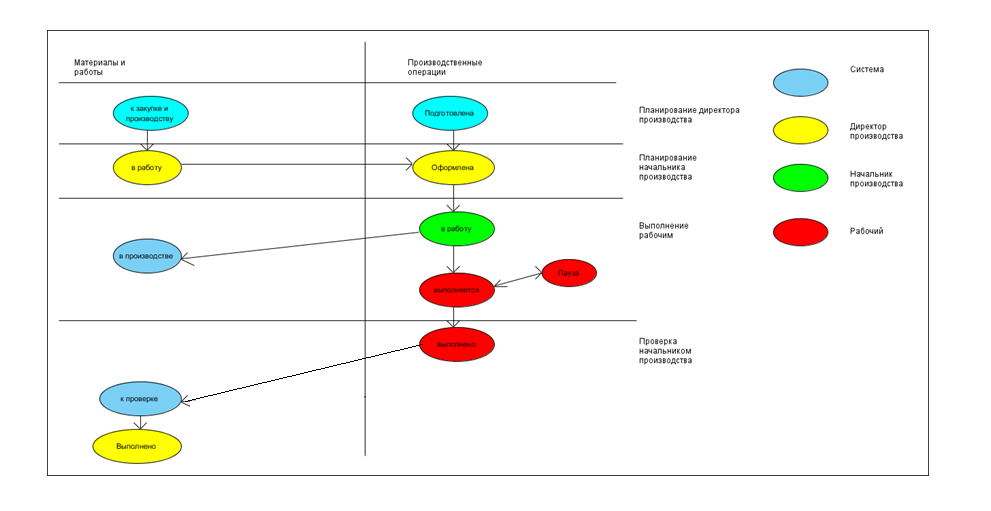 Материалы и
работы
Производственные
операции
Система
к закупке и
производству
Подготовлена
Планирование директора
производства
Директор
производства
в работу
Оформлена
Планирование
начальника
производства
Начальник
производства
в работу
Выполнение
рабочим
Рабочий
в производстве
Пауза
выполняется
выполнено
Проверка
начальником
производства
к проверке
Выполнено